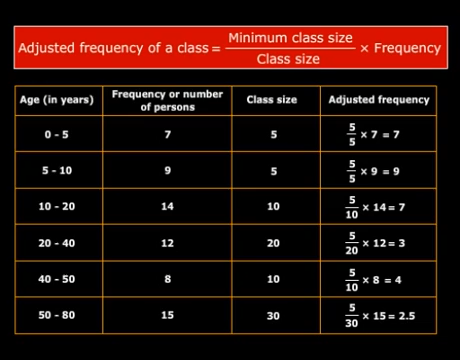 Adjusted frequency of a class = Minimum class size / Class size × Frequency
Age (in years) Frequency or number of persons Class size Adjusted frequency
0 - 5 7 5 5/5 × 7 = 7
5 - 10 9 5 5/5 × 9 = 9
10 - 20 14 10 5/10 × 14 = 7
20 - 40 12 20 5/20 × 12 = 3
40 - 50 8 10 5/10 × 8 = 4
50 - 80 15 30 5/30 × 15 = 2.5